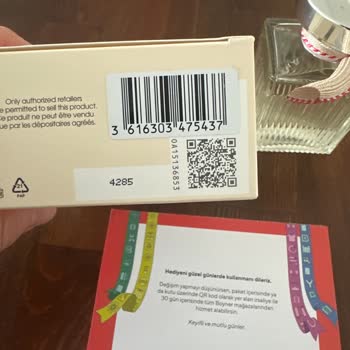 Only authorized retailers
are permitted to sell this product.
Ce produit ne peut être vendu
que par les dépositaires agréés.
3 616303 475437
0A15136853
4285
21
PAP
Hediyeni güzel günlerde kullanmanı dileriz.
Değişim yapmayı düşünürsen, paket içerisinde ya
da kutu üzerinde QR kod olarak yer alan irsaliye ile
30 gün içerisinde tüm Boyner mağazalarından
hizmet alabilirsin.
Keyifli ve mutlu günler.